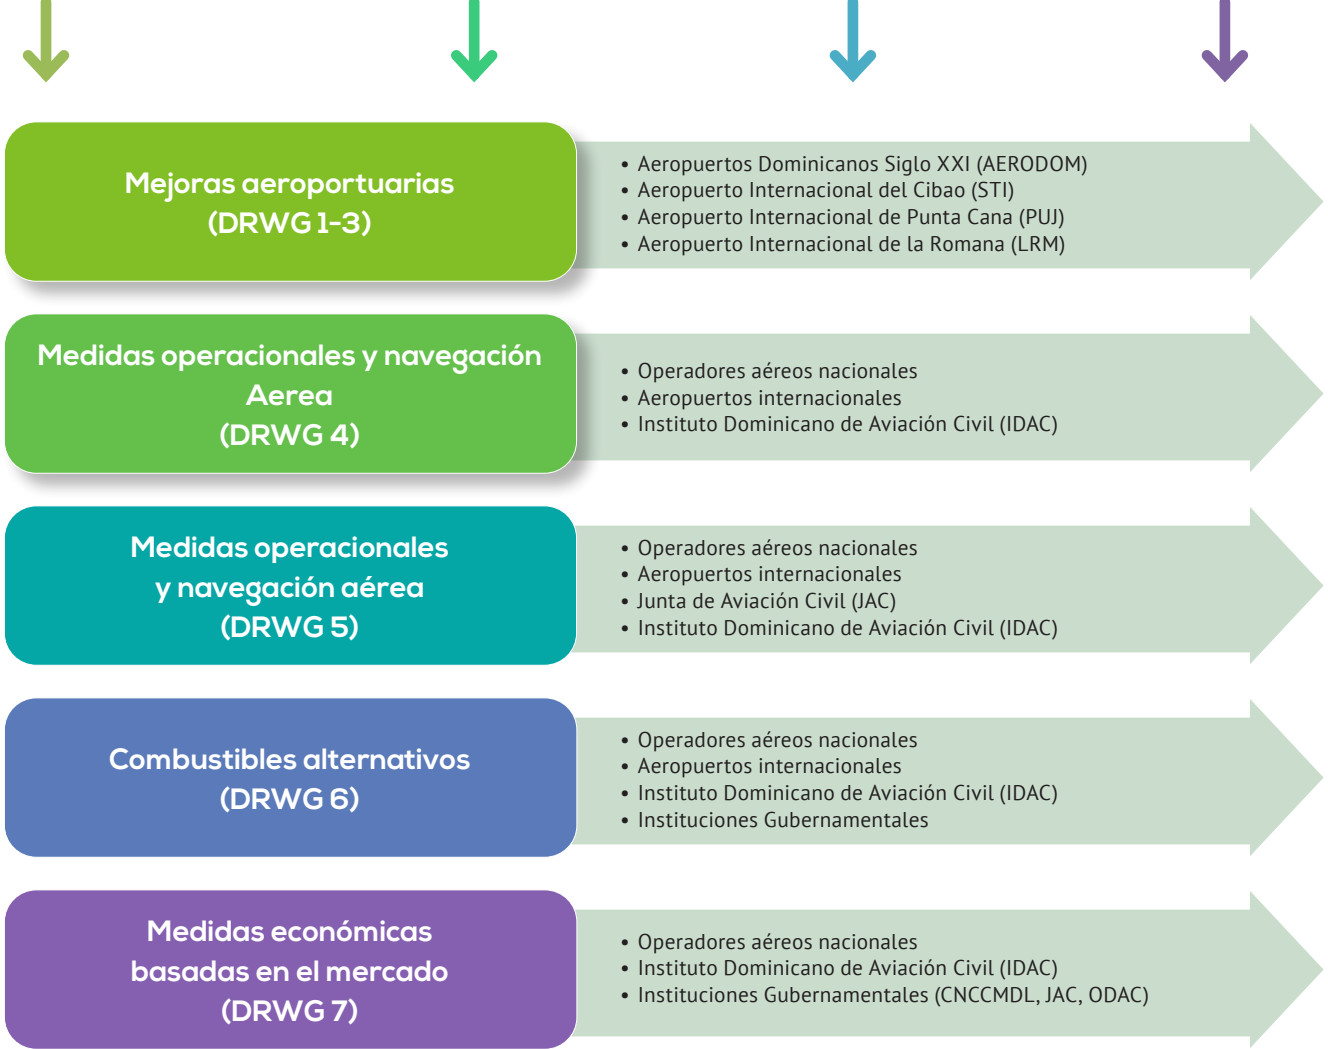 Mejoras aeroportuarias
(DRWG 1-3)
• Aeropuertos Dominicanos Siglo XXI (AERODOM)
• Aeropuerto Internacional del Cibao (STI)
• Aeropuerto Internacional de Punta Cana (PUJ)
• Aeropuerto Internacional de la Romana (LRM)
Medidas operacionales y navegación
Aerea
(DRWG 4)
• Operadores aéreos nacionales
• Aeropuertos internacionales
• Instituto Dominicano de Aviación Civil (IDAC)
Medidas operacionales
y navegación aérea
(DRWG 5)
• Operadores aéreos nacionales
• Aeropuertos internacionales
• Junta de Aviación Civil (JAC)
• Instituto Dominicano de Aviación Civil (IDAC)
Combustibles alternativos
(DRWG 6)
• Operadores aéreos nacionales
• Aeropuertos internacionales
• Instituto Dominicano de Aviación Civil (IDAC)
• Instituciones Gubernamentales
Medidas económicas
basadas en el mercado
(DRWG 7)
• Operadores aéreos nacionales
• Instituto Dominicano de Aviación Civil (IDAC)
• Instituciones Gubernamentales (CNCCMDL, JAC, ODAC)